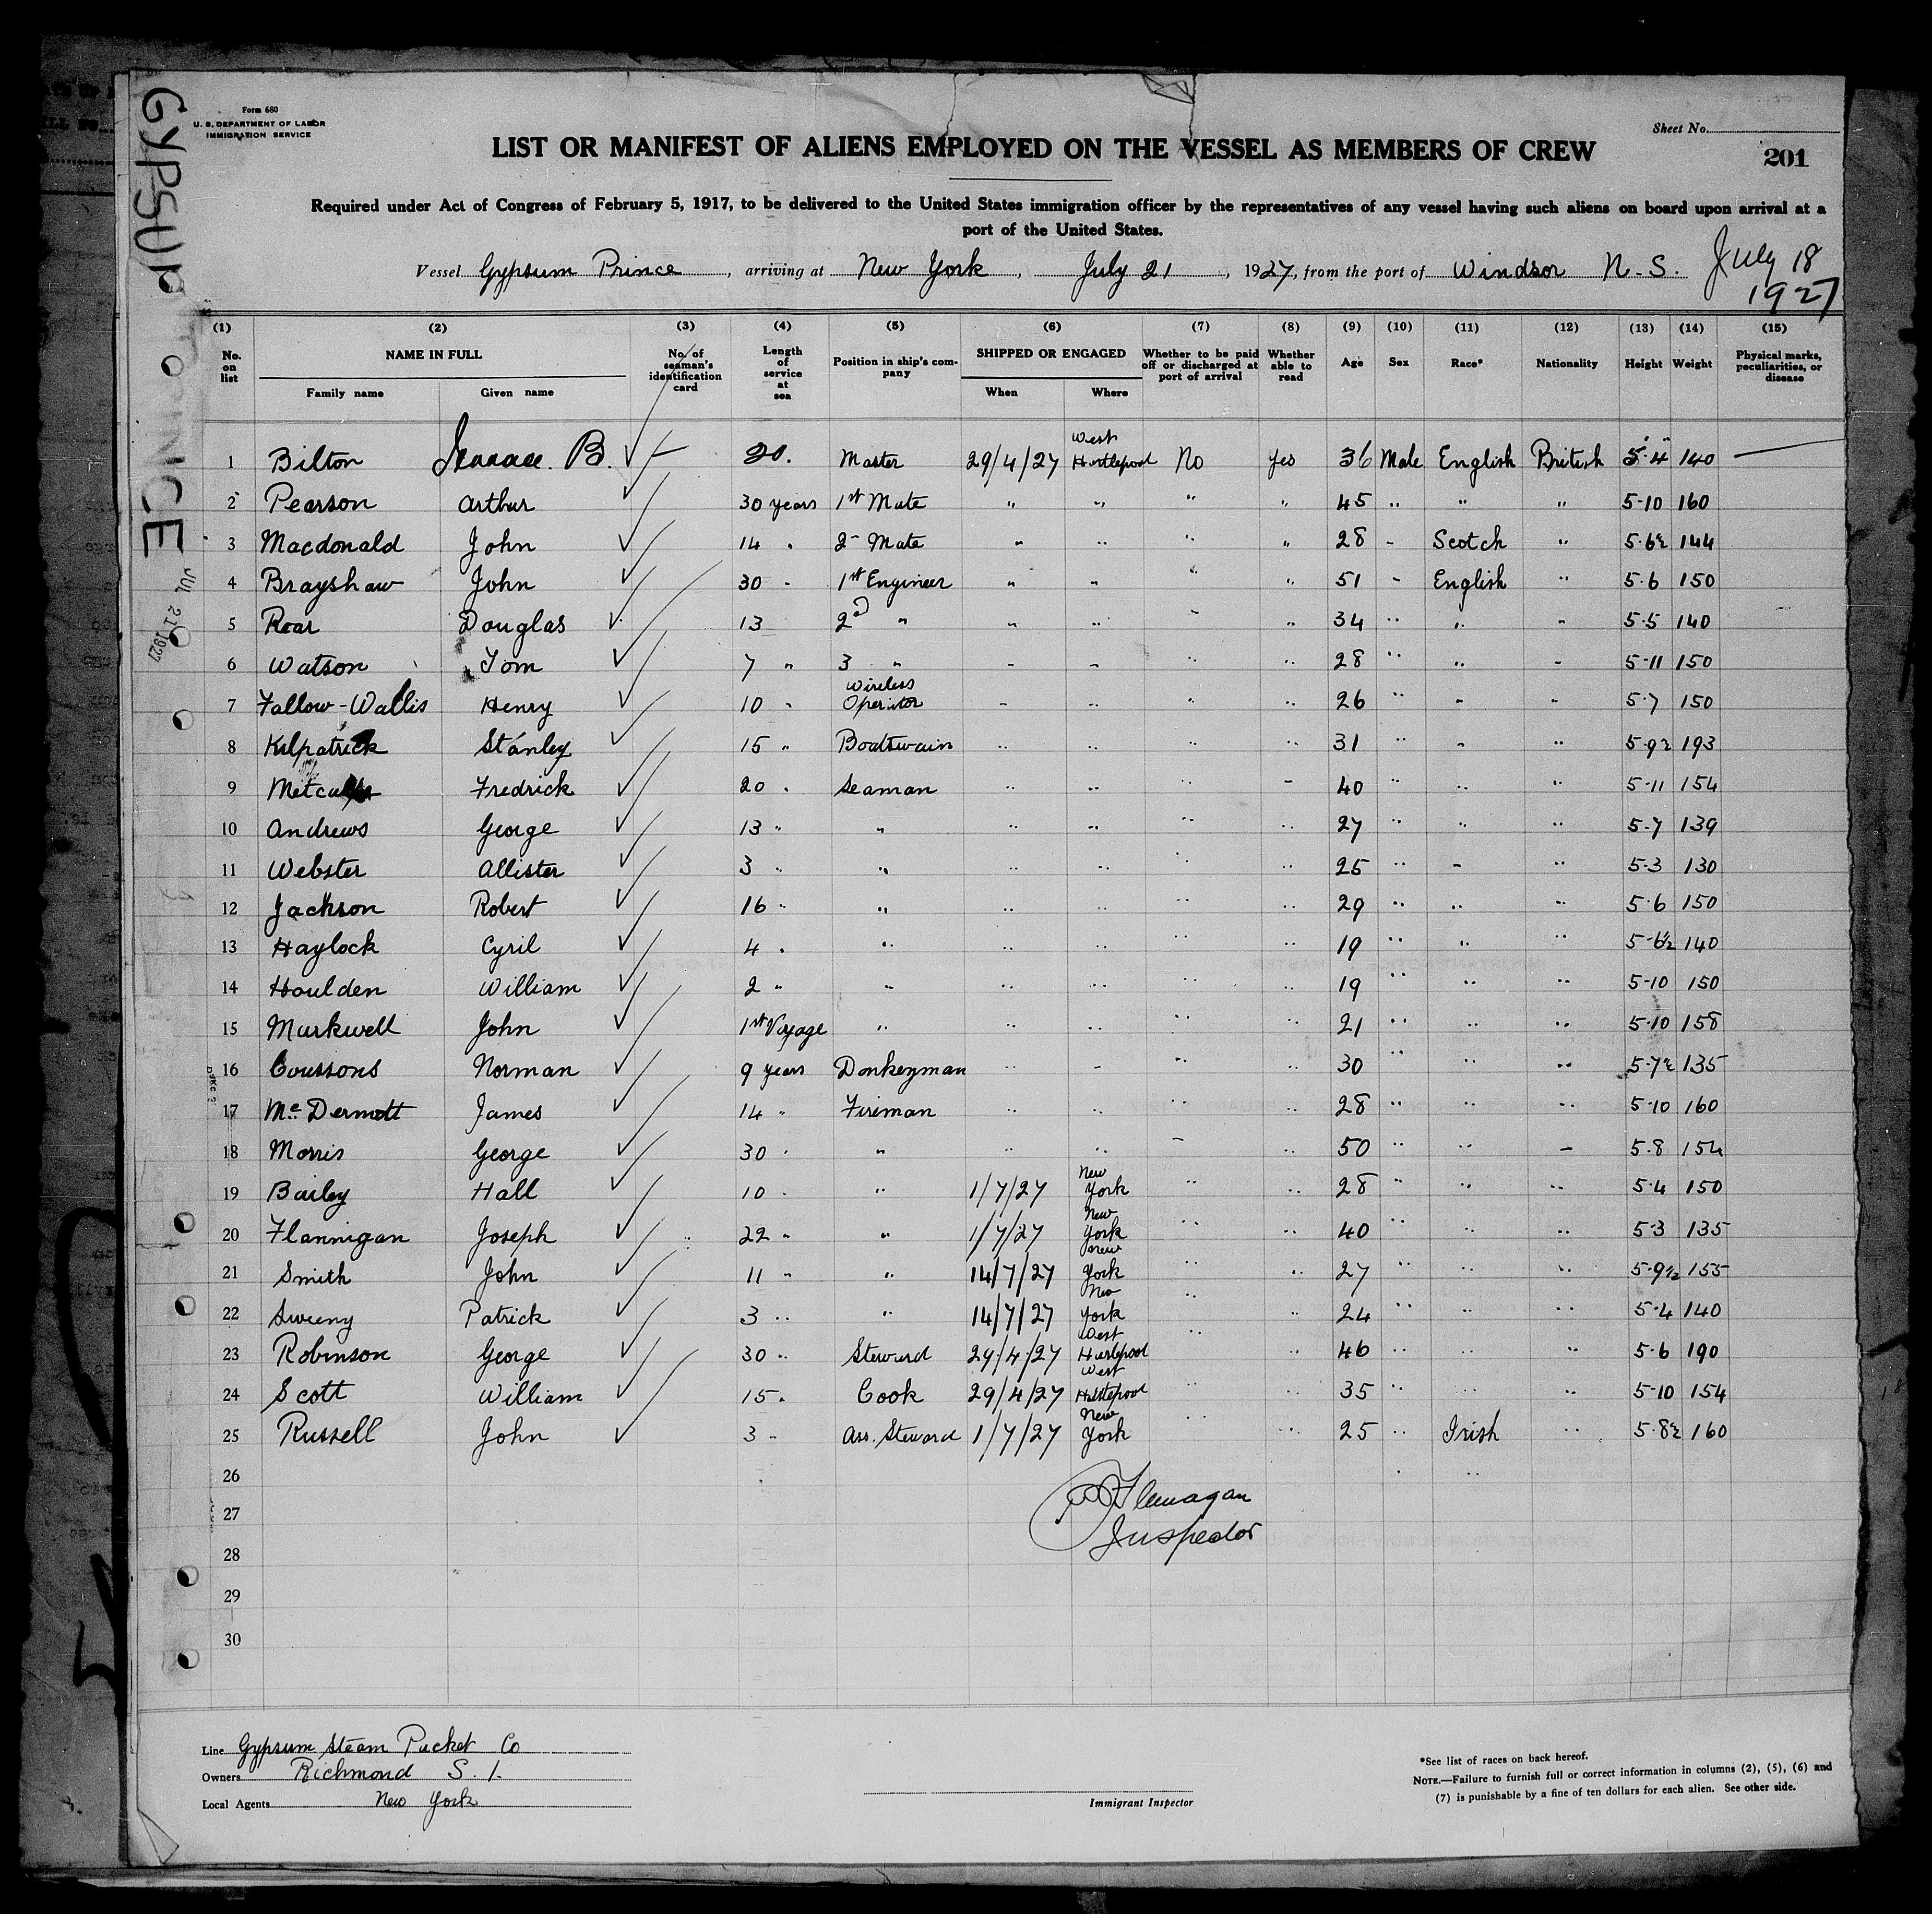 GYPSUM PRINCE
JUL 21 1927
Form 680
U. S. DEPARTMENT OF LABOR
IMMIGRATION SERVICE
Sheet No.
LIST OR MANIFEST OF ALIENS EMPLOYED ON THE VESSEL AS MEMBERS OF CREW
201
Required under Act of Congress of February 5, 1917, to be delivered to the United States immigration officer by the representatives of any vessel having such aliens on board upon arrival at a
port of the United States.
Vessel Gypsum Prince, arriving at New York, July 21, 1927, from the port of Windsor N.S. July 18
1927
(1) (2) (3) (4) (5) (6) (7) (8) (9) (10) (11) (12) (13) (14) (15)
No. on list NAME IN FULL Family name Given name No. of seaman's identification card Length of service at sea Position in ship's company SHIPPED OR ENGAGED When Where Whether to be paid off or discharged at port of arrival Whether able to read Age Sex Race* Nationality Height Weight Physical marks, peculiarities, or disease
1 Bilton B. 20. Master 29/4/27 West Hartlepool No yes 36 Male English British 5'4" 140
2 Pearson Arthur 30 years 1st Mate " " " " 45 " " " 5-10 160
3 Macdonald John 14 " 2 Mate " " " " 28 " Scotch " 5-6½ 144
4 Brayshaw John 30 " 1st Engineer " " " " 51 " English " 5-6 150
5 Roar Douglas 13 2d " " " " " 34 " " " 5-5 140
6 Watson Tom 7 " 3 " " " " " 28 " " " 5-11 150
7 Fallow-Wallis Henry 10 " Wireless Operator " " " " 26 " " " 5-7 150
8 Kilpatrick Stanley 15 " Boatswain " " " " 31 " " " 5-9½ 193
9 Fredrick 20 " Seaman " " " " 40 " " " 5-11 154
10 Andrews George 13 " " " " " " 27 " " " 5-7 139
11 Webster Allister 3 " " " " " " 25 " " " 5-3 130
12 Jackson Robert 16 " " " " " " 29 " " " 5-6 150
13 Haylock Cyril 4 " " " " " " 19 " " " 5-6½ 140
14 Houlden William 2 " " " " " " 19 " " " 5-10 150
15 Markwell John 1st Voyage " " " " " 21 " " " 5-10 158
16 Coussons Norman 9 years Donkeyman " " " " 30 " " " 5-7½ 135
17 McDermott James 14 " Fireman " " " " 28 " " " 5-10 160
18 Morris George 30 " " " " " " 50 " " " 5-8 154
19 Bailey Hall 10 " " 1/7/27 New York " " 28 " " " 5-4 150
20 Flannigan Joseph 22 " " 1/7/27 New York " " 40 " " " 5-3 135
21 Smith John 11 " " 14/7/27 New York " " 27 " " " 5-9½ 155
22 Sweeny Patrick 3 " " 14/7/27 New York " " 24 " " " 5-4 140
23 Robinson George 30 " Steward 29/4/27 West Hartlepool " " 46 " " " 5-6 190
24 Scott William 15 " Cook 29/4/27 West Hartlepool " " 35 " " " 5-10 154
25 Russell John 3 " Ass. Steward 1/7/27 New York " " 25 " Irish " 5-8½ 160
26
27
28
29
30
Flanagan
Inspector
Line Gypsum Steam Packet Co
Owners Richmond S. I.
Local Agents New York
Immigrant Inspector
*See list of races on back hereof.
NOTE.—Failure to furnish full or correct information in columns (2), (5), (6) and
(7) is punishable by a fine of ten dollars for each alien. See other side.